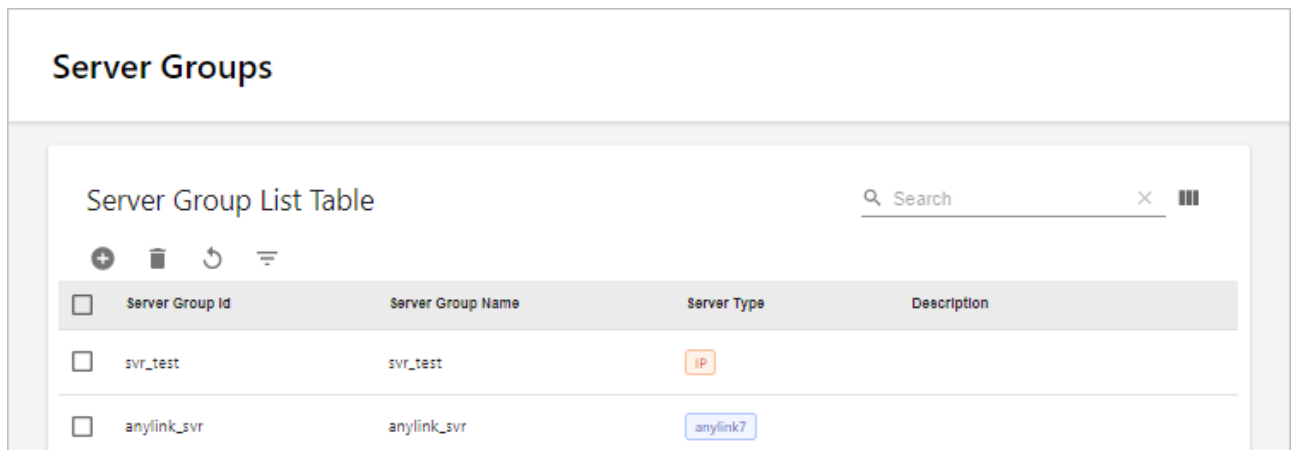 Server Groups
Server Group List Table
Search
Server Group Id Server Group Name Server Type Description
svr_test svr_test IP
anylink_svr anylink_svr anylink7